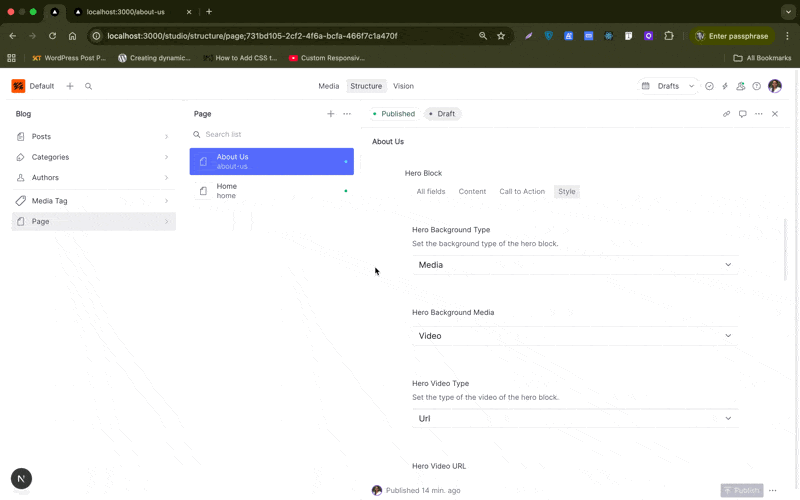 localhost:3000/about-us
localhost:3000/studio/structure/page;731bd105-2cf2-4f6a-bcfa-466f7c1a470f
Enter passphrase
WordPress Post P...
Creating dynamic...
How to Add CSS t...
Custom Responsiv...
All Bookmarks
Default
Media
Structure
Vision
Drafts
Blog
Page
Published
Draft
Posts
Search list
About Us
Categories
About Us
about-us
Authors
Hero Block
Home
home
All fields
Content
Call to Action
Style
Media Tag
Page
Hero Background Type
Set the background type of the hero block.
Media
Hero Background Media
Video
Hero Video Type
Set the type of the video of the hero block.
Url
Hero Video URL
N
Published 14 min. ago
Publish